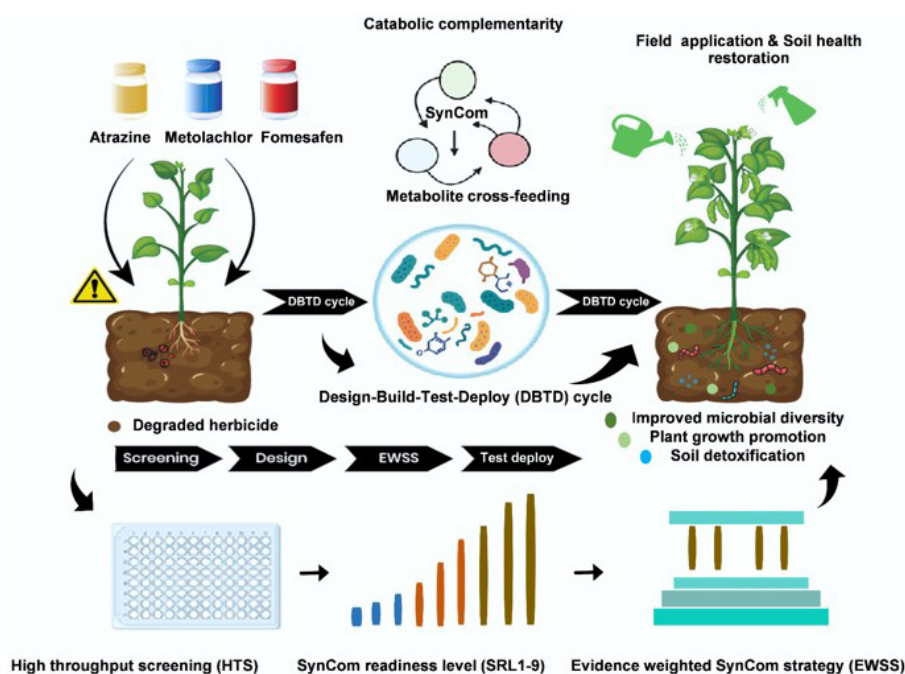 Catabolic complementarity
Field application & Soil health
restoration
Atrazine Metolachlor Fomesafen
SynCom
Metabolite cross-feeding
DBTD cycle
DBTD cycle
Design-Build-Test-Deploy (DBTD) cycle
Degraded herbicide
Improved microbial diversity
Plant growth promotion
Soil detoxification
Screening Design EWSS Test deploy
High throughput screening (HTS)
SynCom readiness level (SRL1-9)
Evidence weighted SynCom strategy (EWSS)